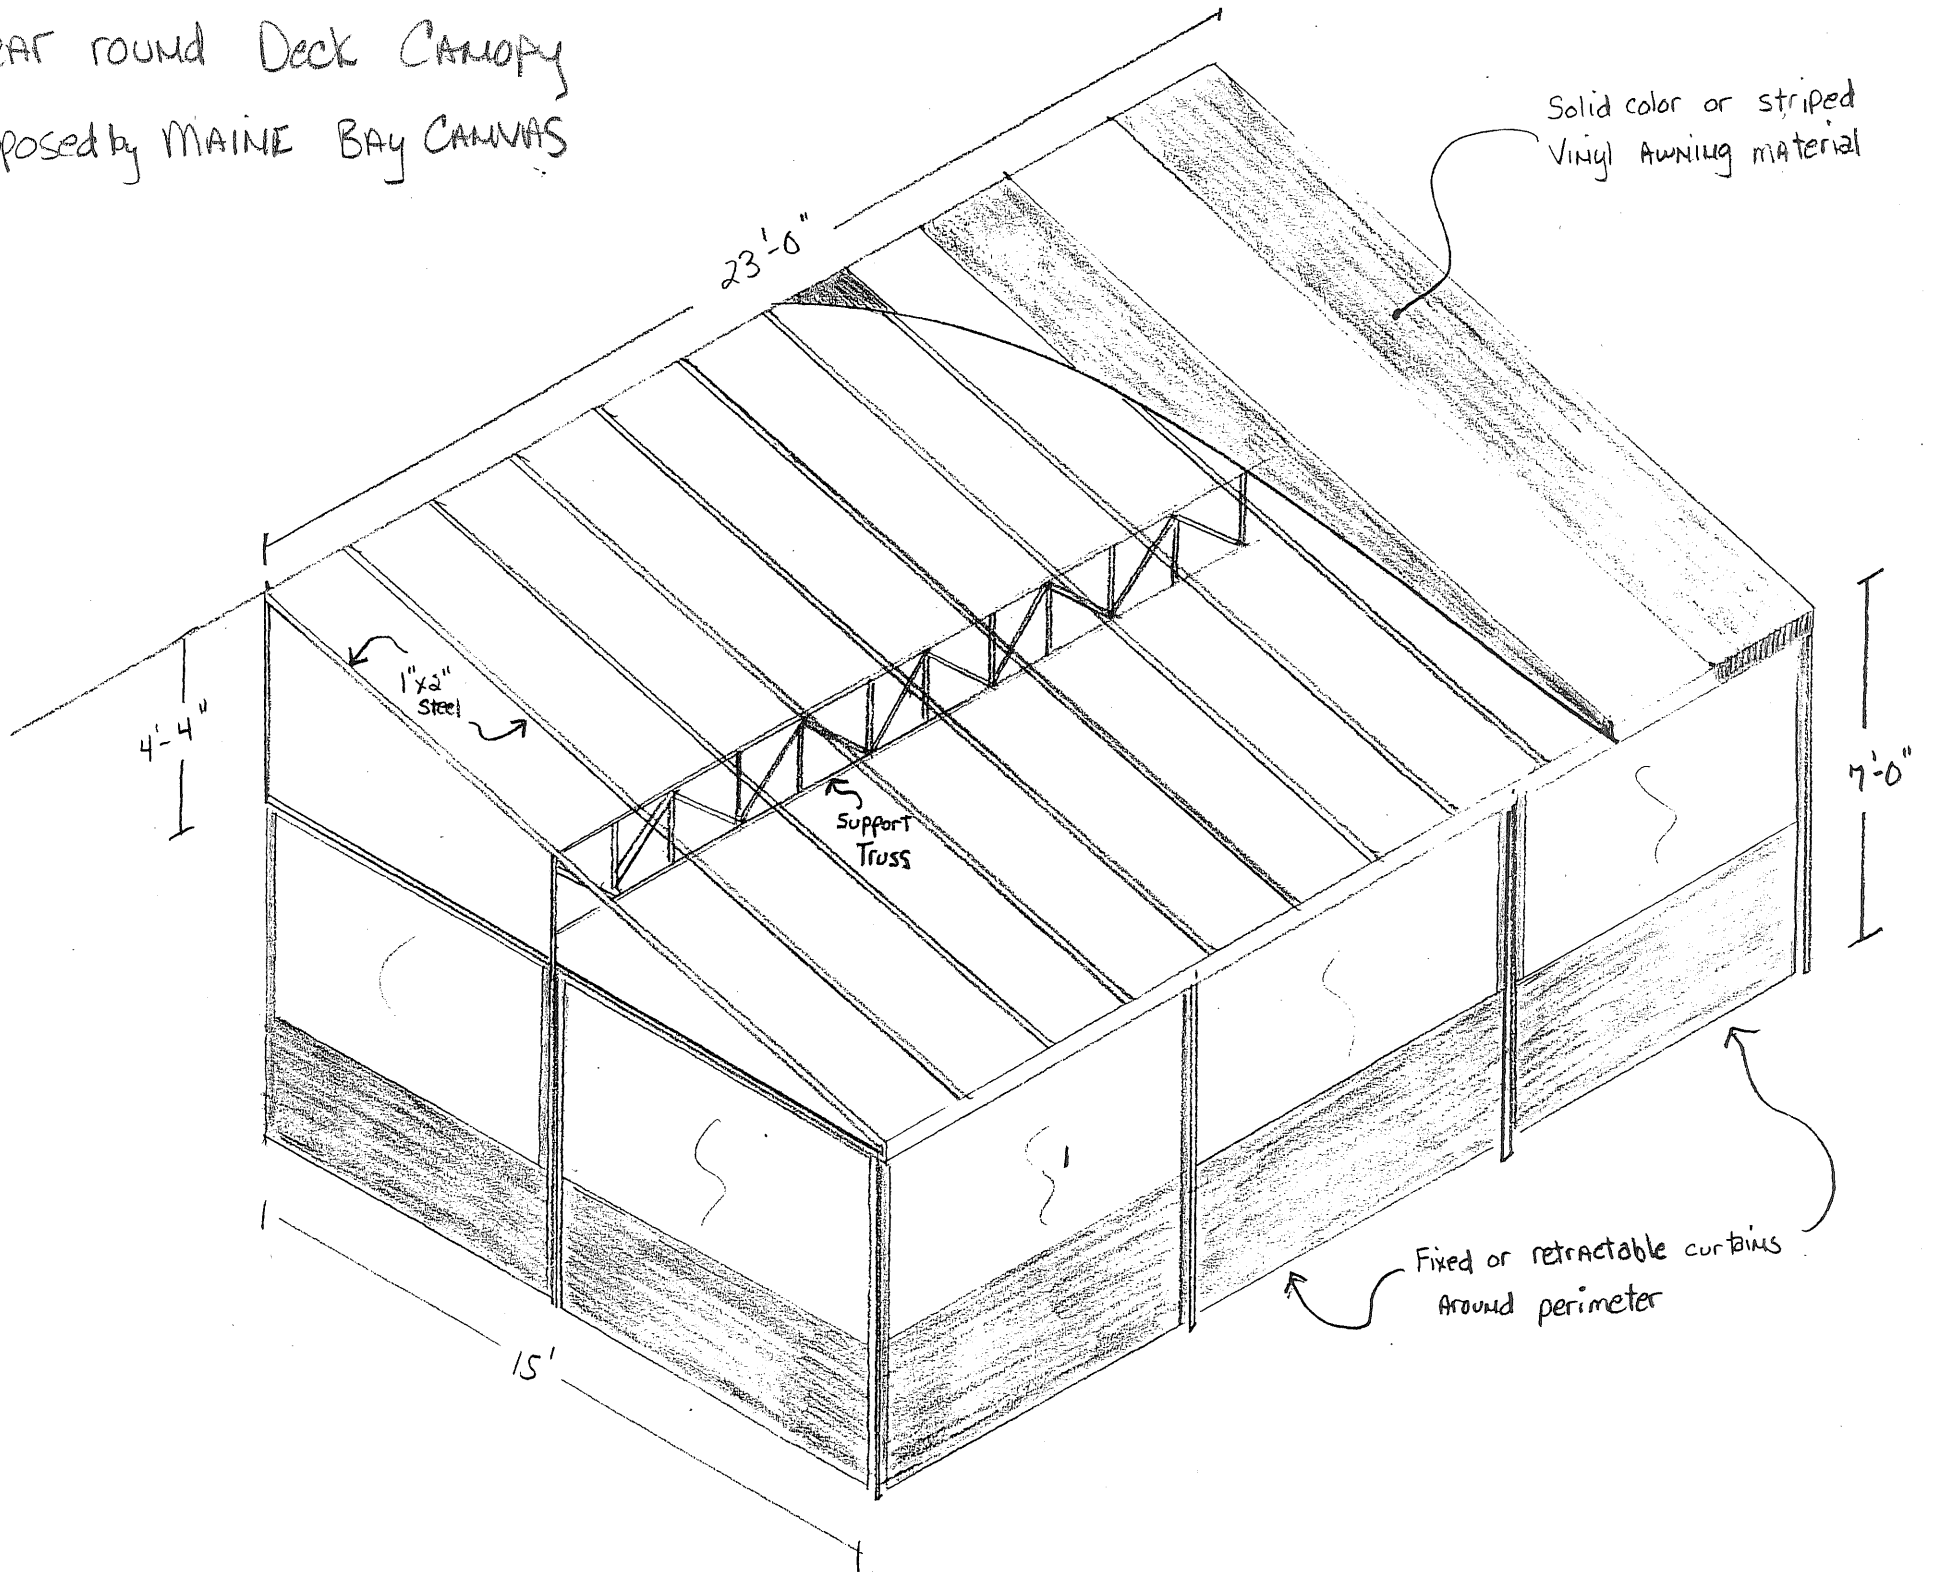 ear round Deck Canopy
posed by MAINE BAY CANVAS
Solid color or striped
Vinyl Awning material
23'-0"
1"x2"
Steel
4'-4"
7'-0"
Support
Truss
Fixed or retractable curtains
Around perimeter
15'